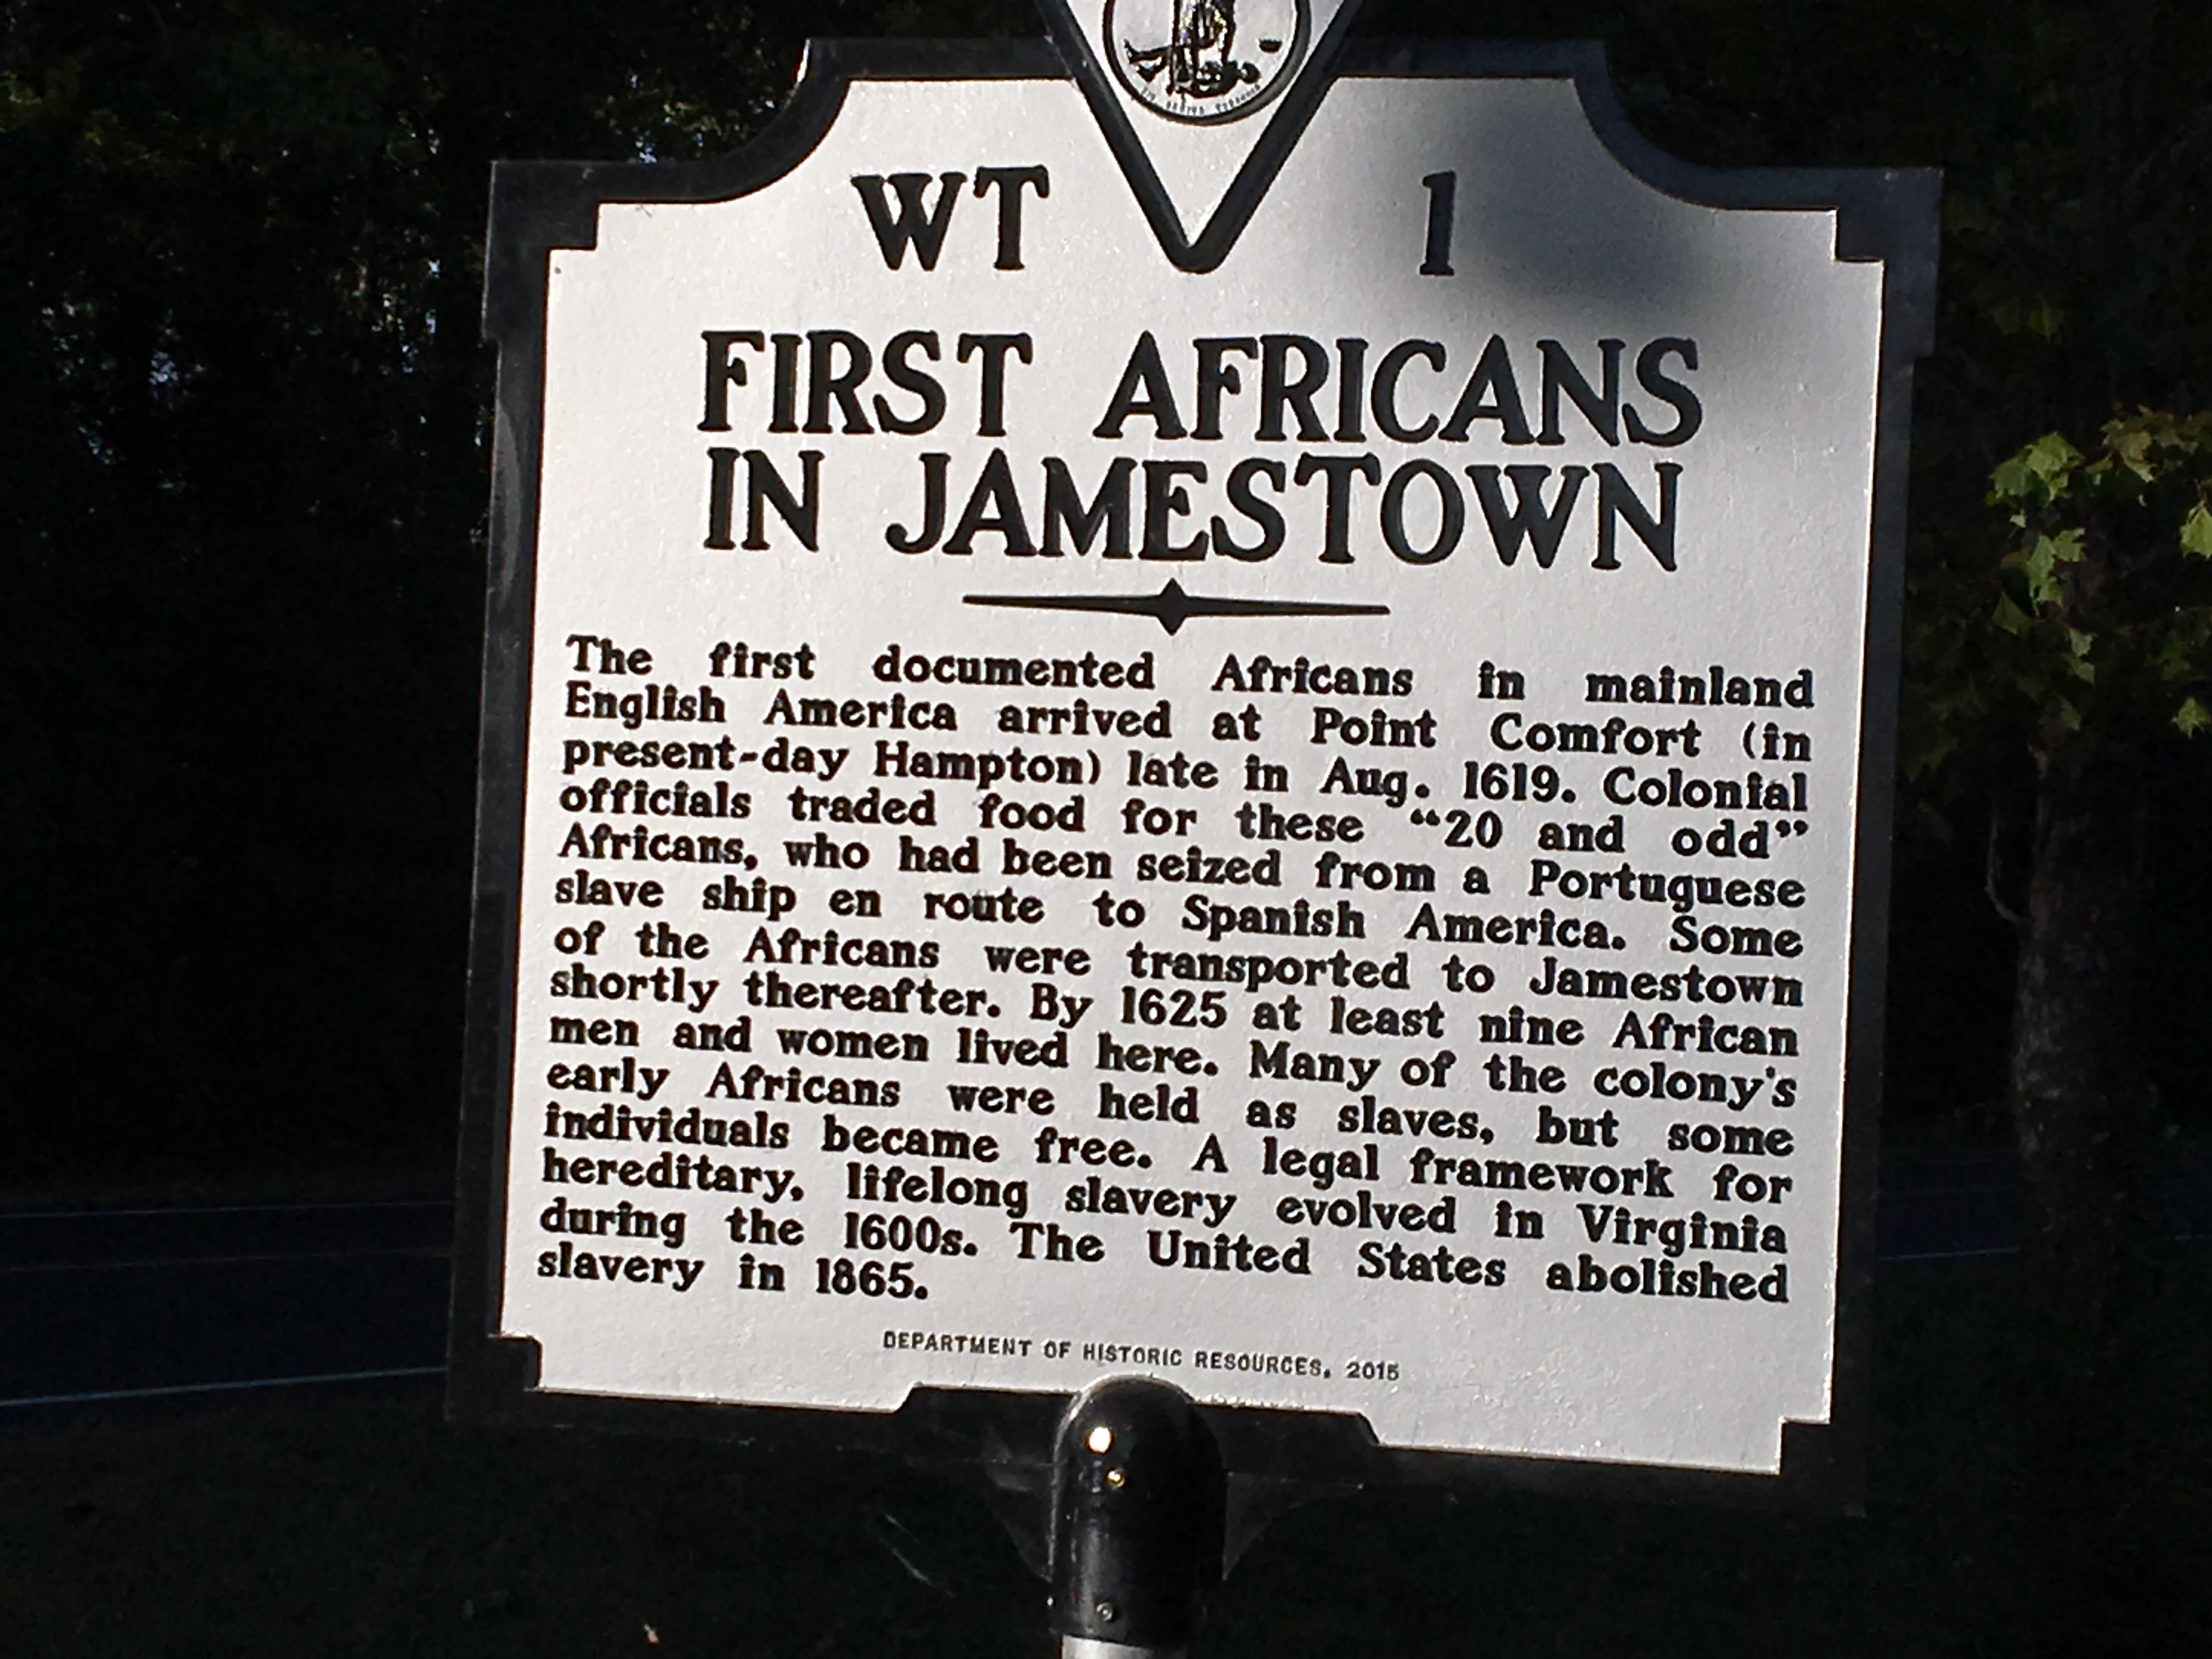 WT 1
FIRST AFRICANS
IN JAMESTOWN
The first documented Africans in mainland
English America arrived at Point Comfort (in
present-day Hampton) late in Aug. 1619. Colonial
officials traded food for these “20 and odd”
Africans, who had been seized from a Portuguese
slave ship en route to Spanish America. Some
of the Africans were transported to Jamestown
shortly thereafter. By 1625 at least nine African
men and women lived here. Many of the colony's
early Africans were held as slaves, but some
individuals became free. A legal framework for
hereditary, lifelong slavery evolved in Virginia
during the 1600s. The United States abolished
slavery in 1865.
DEPARTMENT OF HISTORIC RESOURCES, 2015